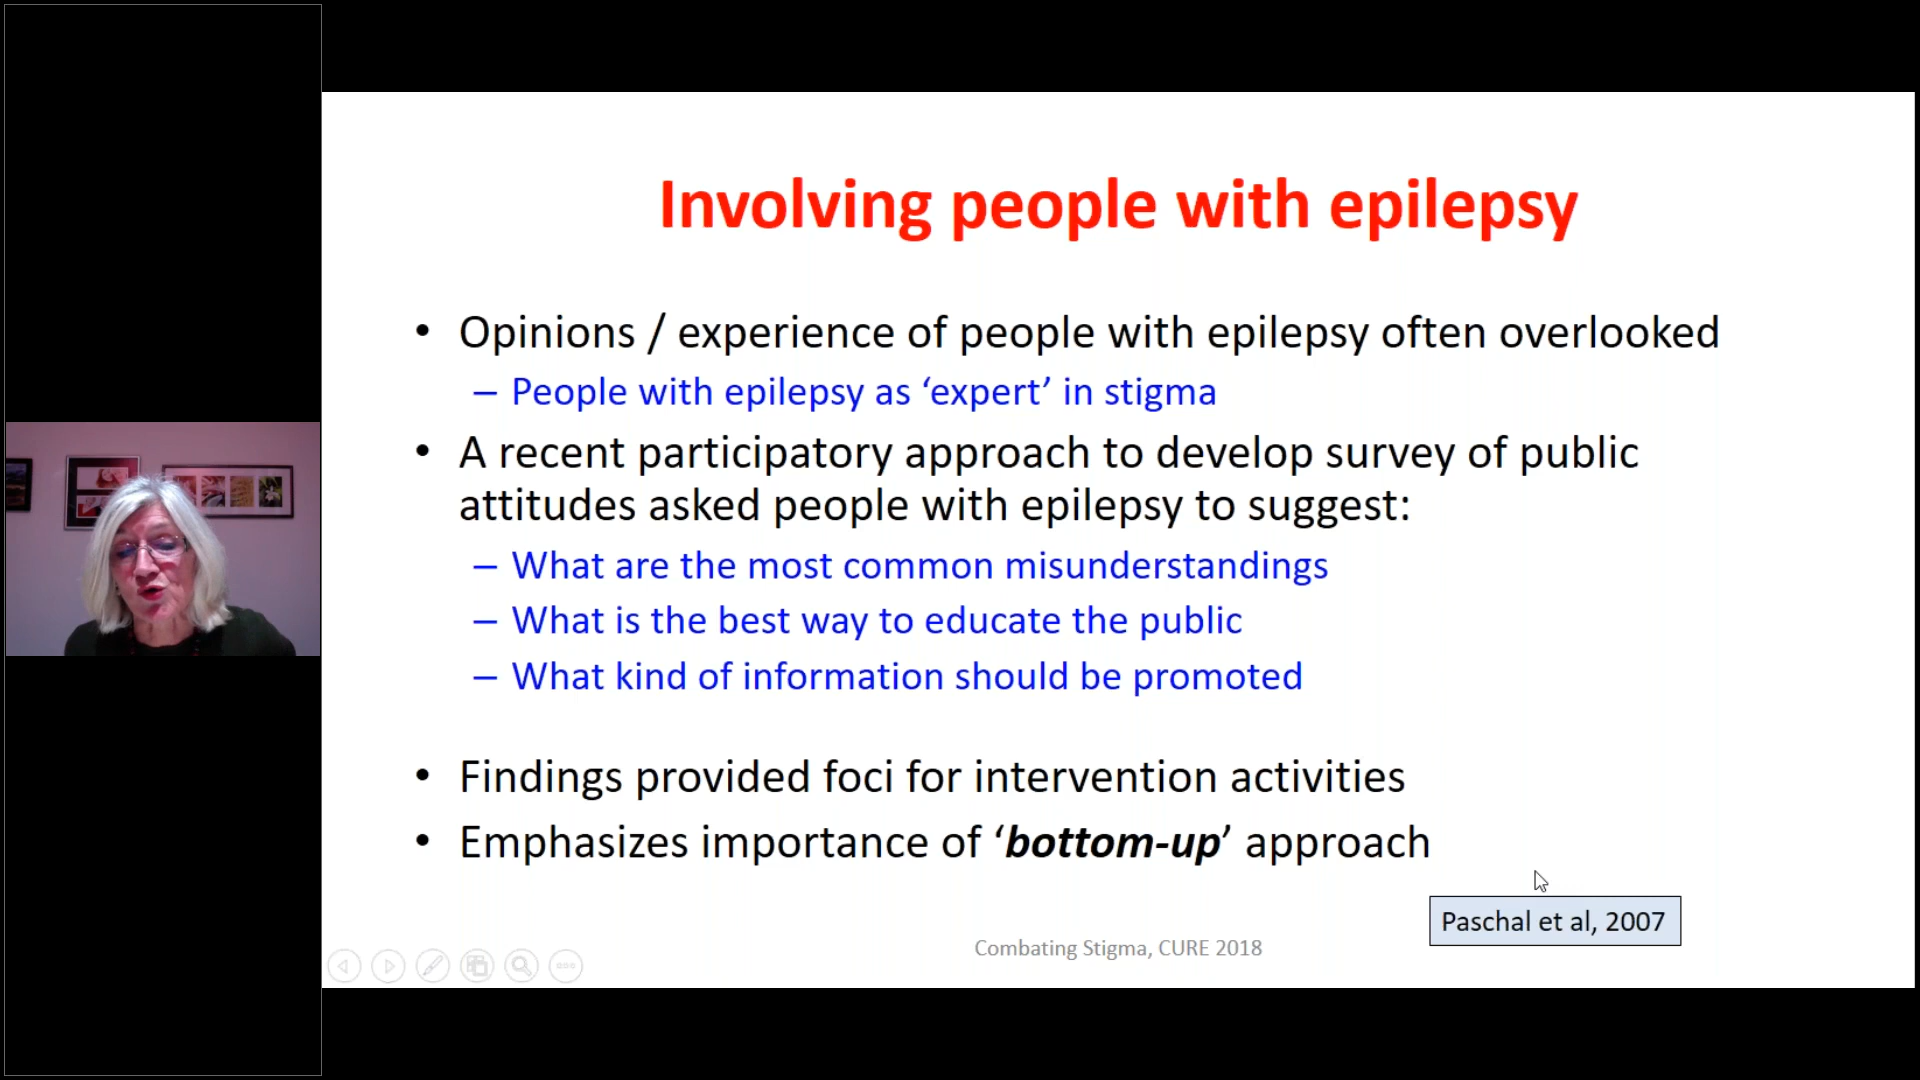 Involving people with epilepsy
• Opinions / experience of people with epilepsy often overlooked
– People with epilepsy as ‘expert’ in stigma
• A recent participatory approach to develop survey of public
attitudes asked people with epilepsy to suggest:
– What are the most common misunderstandings
– What is the best way to educate the public
– What kind of information should be promoted
• Findings provided foci for intervention activities
• Emphasizes importance of ‘bottom-up’ approach
Paschal et al, 2007
Combating Stigma, CURE 2018